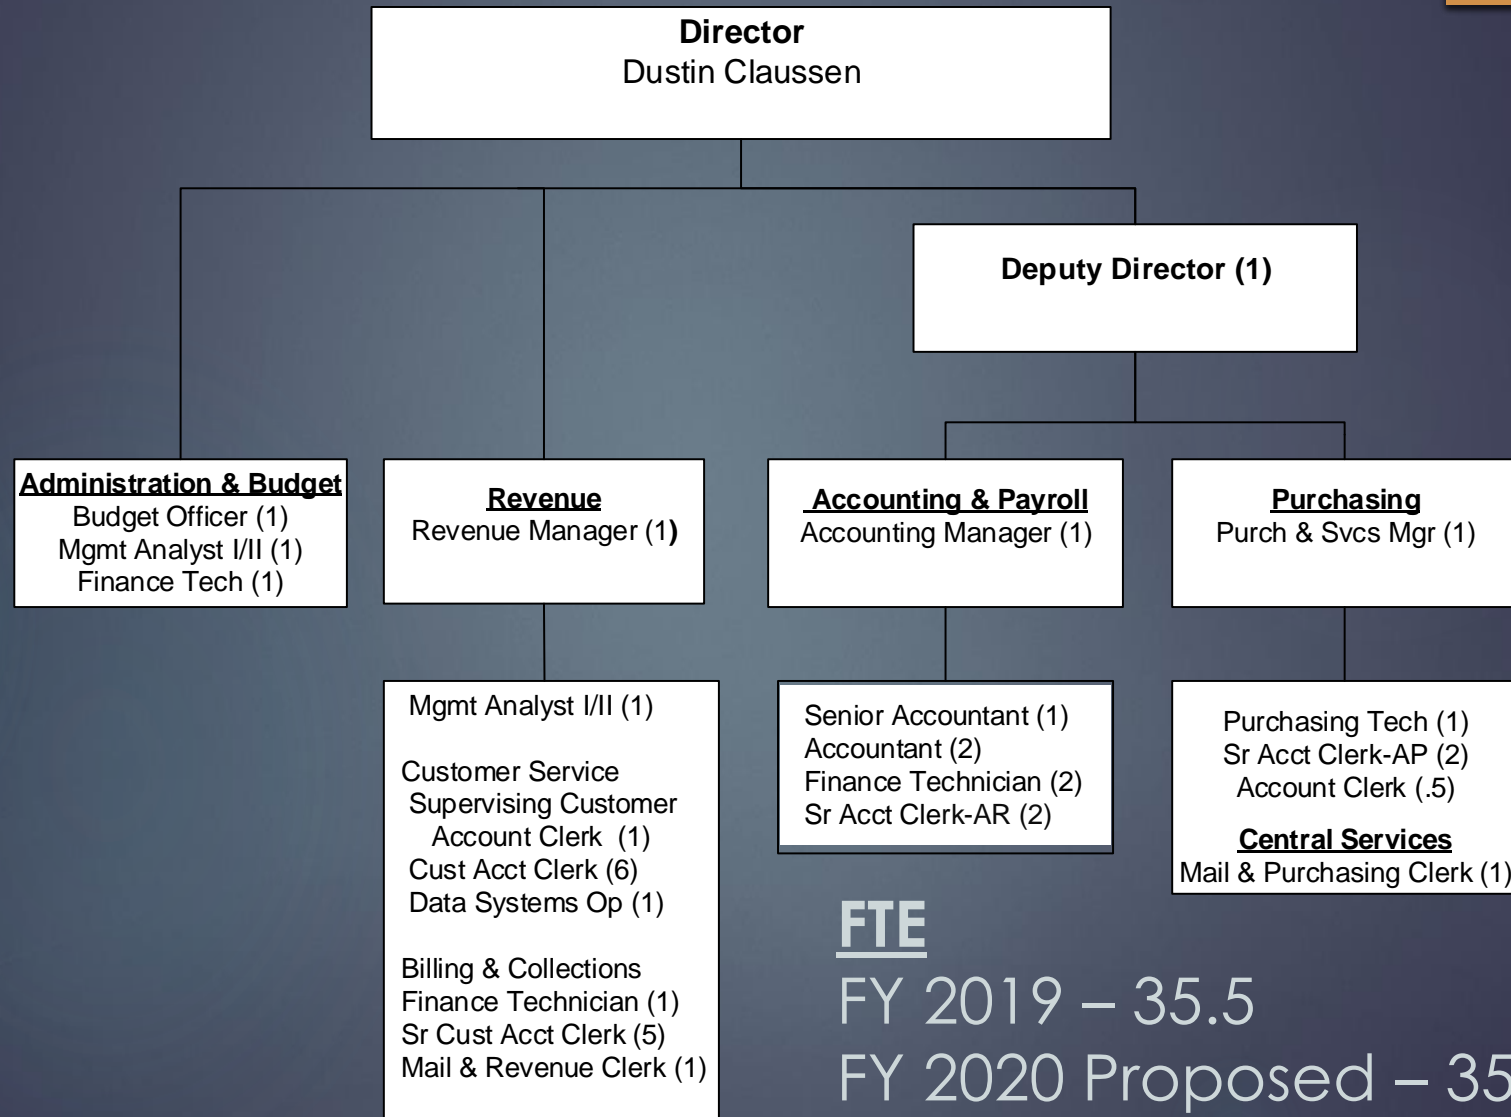 Director
Dustin Claussen
Deputy Director (1)
Administration & Budget
Budget Officer (1)
Mgmt Analyst I/II (1)
Finance Tech (1)
Revenue
Revenue Manager (1)
Accounting & Payroll
Accounting Manager (1)
Purchasing
Purch & Svcs Mgr (1)
Mgmt Analyst I/II (1)
Customer Service
Supervising Customer
Account Clerk (1)
Cust Acct Clerk (6)
Data Systems Op (1)
Billing & Collections
Finance Technician (1)
Sr Cust Acct Clerk (5)
Mail & Revenue Clerk (1)
Senior Accountant (1)
Accountant (2)
Finance Technician (2)
Sr Acct Clerk-AR (2)
Purchasing Tech (1)
Sr Acct Clerk-AP (2)
Account Clerk (.5)
Central Services
Mail & Purchasing Clerk (1)
FTE
FY 2019 – 35.5
FY 2020 Proposed – 35